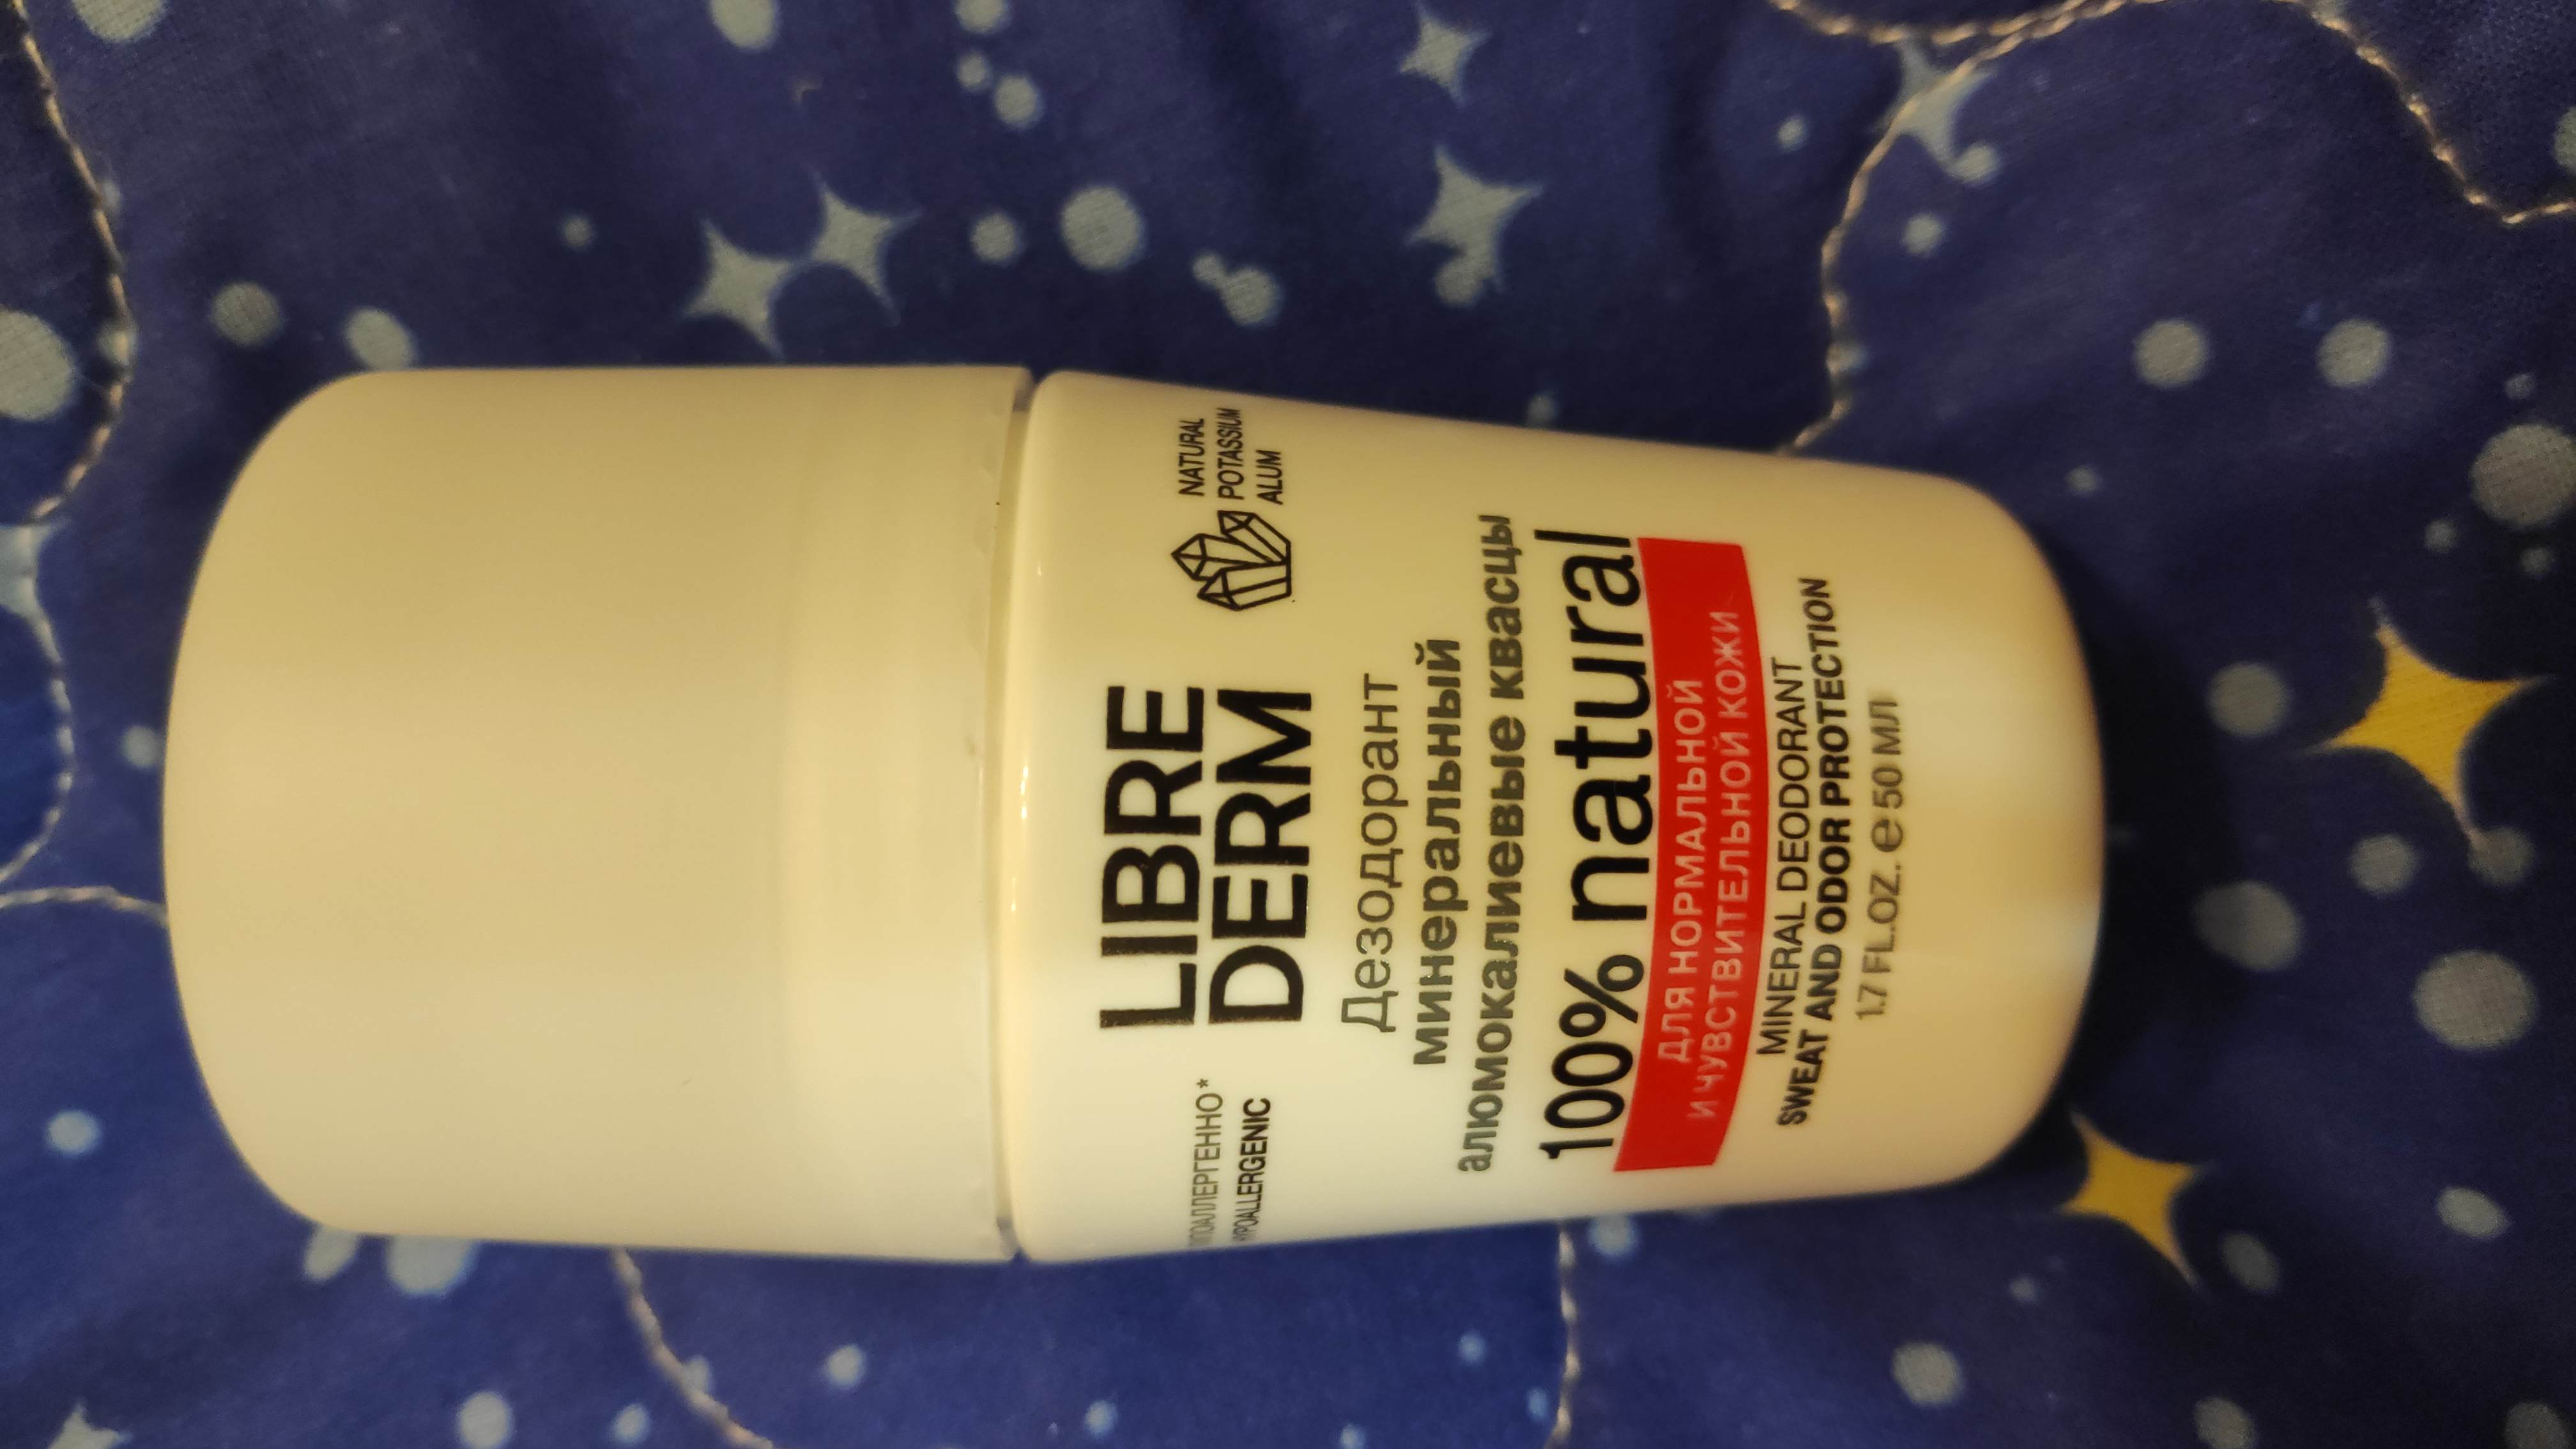 LIBRE
DERM
NATURAL
POTASSIUM
ALUM
HYPOALLERGENIC
Дезодорант
минеральный
алюмокалиевые квасцы
100% natural
ДЛЯ НОРМАЛЬНОЙ
И ЧУВСТВИТЕЛЬНОЙ КОЖИ
MINERAL DEODORANT
SWEAT AND ODOR PROTECTION
1.7 FL.OZ. ℮ 50 МЛ